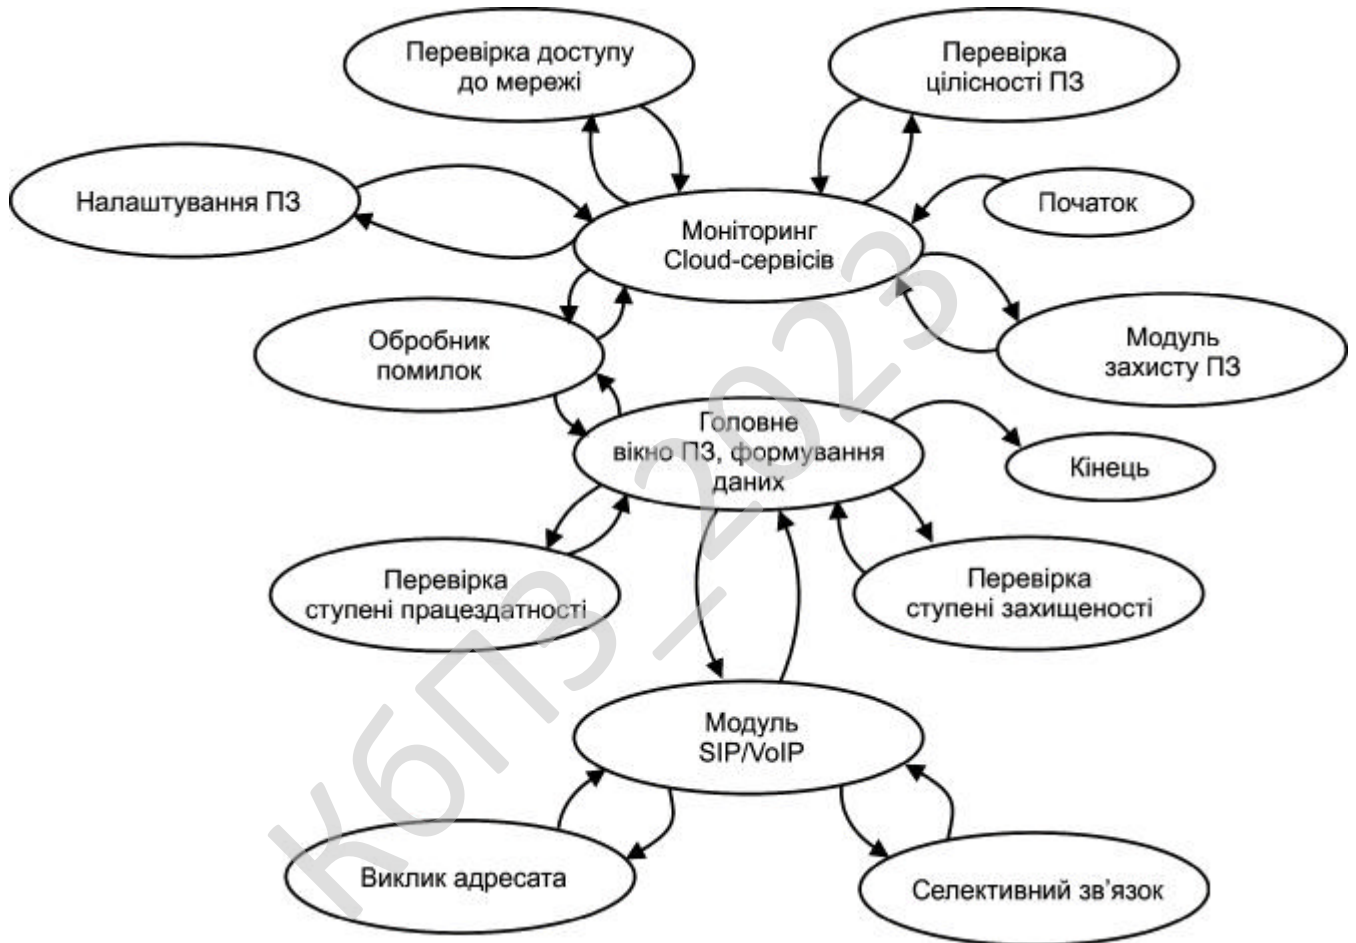 Перевірка доступу
до мережі
Перевірка
цілісності ПЗ
Налаштування ПЗ
Початок
Моніторинг
Cloud-сервісів
Обробник
помилок
Модуль
захисту ПЗ
Головне
вікно ПЗ, формування
даних
Кінець
Перевірка
ступені працездатності
Перевірка
ступені захищеності
Модуль
SIP/VoIP
Виклик адресата
Селективний зв’язок
КбПЗ_2023